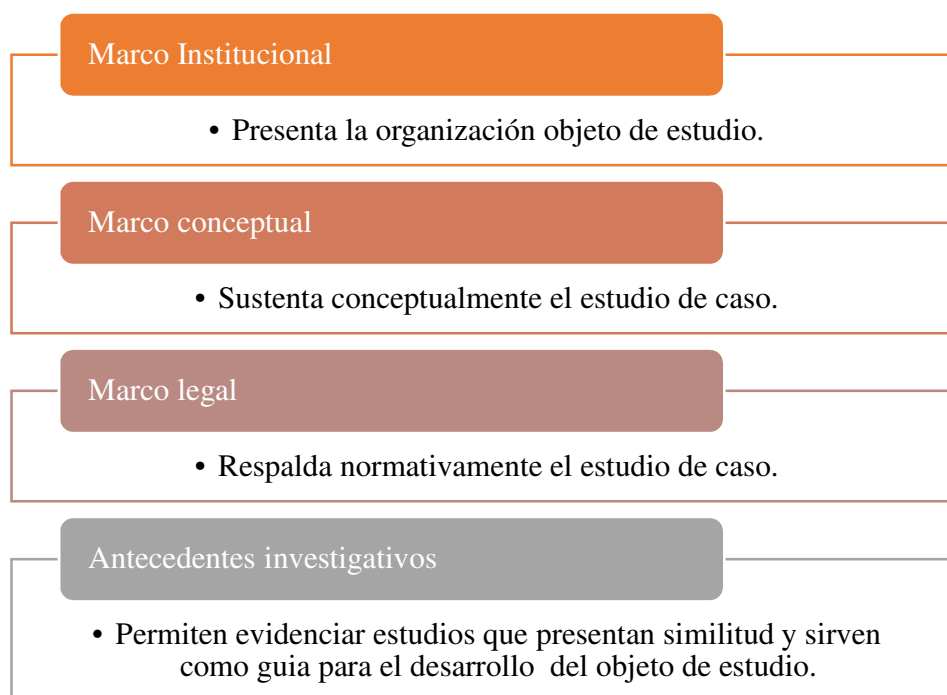 Marco Institucional
• Presenta la organización objeto de estudio.
Marco conceptual
• Sustenta conceptualmente el estudio de caso.
Marco legal
• Respalda normativamente el estudio de caso.
Antecedentes investigativos
• Permiten evidenciar estudios que presentan similitud y sirven
como guia para el desarrollo del objeto de estudio.